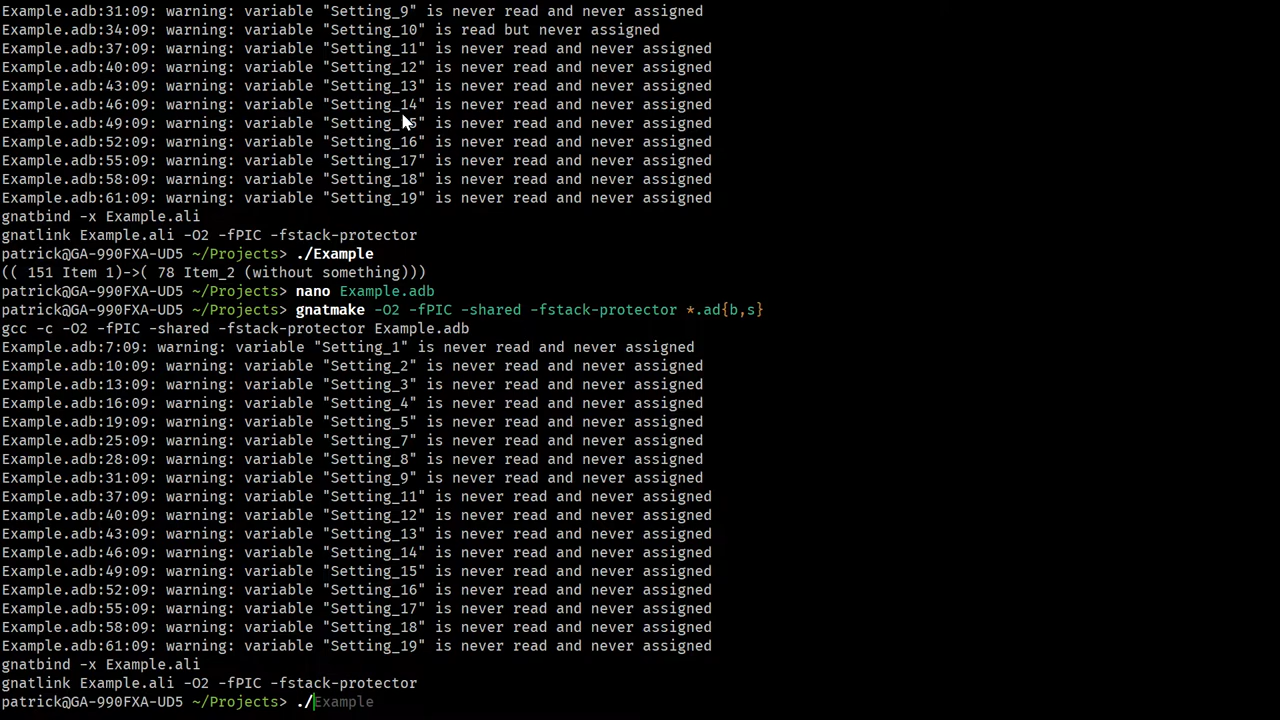 Example.adb:31:09: warning: variable "Setting_9" is never read and never assigned
Example.adb:34:09: warning: variable "Setting_10" is read but never assigned
Example.adb:37:09: warning: variable "Setting_11" is never read and never assigned
Example.adb:40:09: warning: variable "Setting_12" is never read and never assigned
Example.adb:43:09: warning: variable "Setting_13" is never read and never assigned
Example.adb:46:09: warning: variable "Setting_14" is never read and never assigned
Example.adb:49:09: warning: variable "Setting_15" is never read and never assigned
Example.adb:52:09: warning: variable "Setting_16" is never read and never assigned
Example.adb:55:09: warning: variable "Setting_17" is never read and never assigned
Example.adb:58:09: warning: variable "Setting_18" is never read and never assigned
Example.adb:61:09: warning: variable "Setting_19" is never read and never assigned
gnatbind -x Example.ali
gnatlink Example.ali -O2 -fPIC -fstack-protector
patrick@GA-990FXA-UD5 ~/Projects> ./Example
(( 151 Item 1)->( 78 Item_2 (without something)))
patrick@GA-990FXA-UD5 ~/Projects> nano Example.adb
patrick@GA-990FXA-UD5 ~/Projects> gnatmake -O2 -fPIC -shared -fstack-protector *.ad{b,s}
gcc -c -O2 -fPIC -shared -fstack-protector Example.adb
Example.adb:7:09: warning: variable "Setting_1" is never read and never assigned
Example.adb:10:09: warning: variable "Setting_2" is never read and never assigned
Example.adb:13:09: warning: variable "Setting_3" is never read and never assigned
Example.adb:16:09: warning: variable "Setting_4" is never read and never assigned
Example.adb:19:09: warning: variable "Setting_5" is never read and never assigned
Example.adb:25:09: warning: variable "Setting_7" is never read and never assigned
Example.adb:28:09: warning: variable "Setting_8" is never read and never assigned
Example.adb:31:09: warning: variable "Setting_9" is never read and never assigned
Example.adb:37:09: warning: variable "Setting_11" is never read and never assigned
Example.adb:40:09: warning: variable "Setting_12" is never read and never assigned
Example.adb:43:09: warning: variable "Setting_13" is never read and never assigned
Example.adb:46:09: warning: variable "Setting_14" is never read and never assigned
Example.adb:49:09: warning: variable "Setting_15" is never read and never assigned
Example.adb:52:09: warning: variable "Setting_16" is never read and never assigned
Example.adb:55:09: warning: variable "Setting_17" is never read and never assigned
Example.adb:58:09: warning: variable "Setting_18" is never read and never assigned
Example.adb:61:09: warning: variable "Setting_19" is never read and never assigned
gnatbind -x Example.ali
gnatlink Example.ali -O2 -fPIC -fstack-protector
patrick@GA-990FXA-UD5 ~/Projects> ./Example